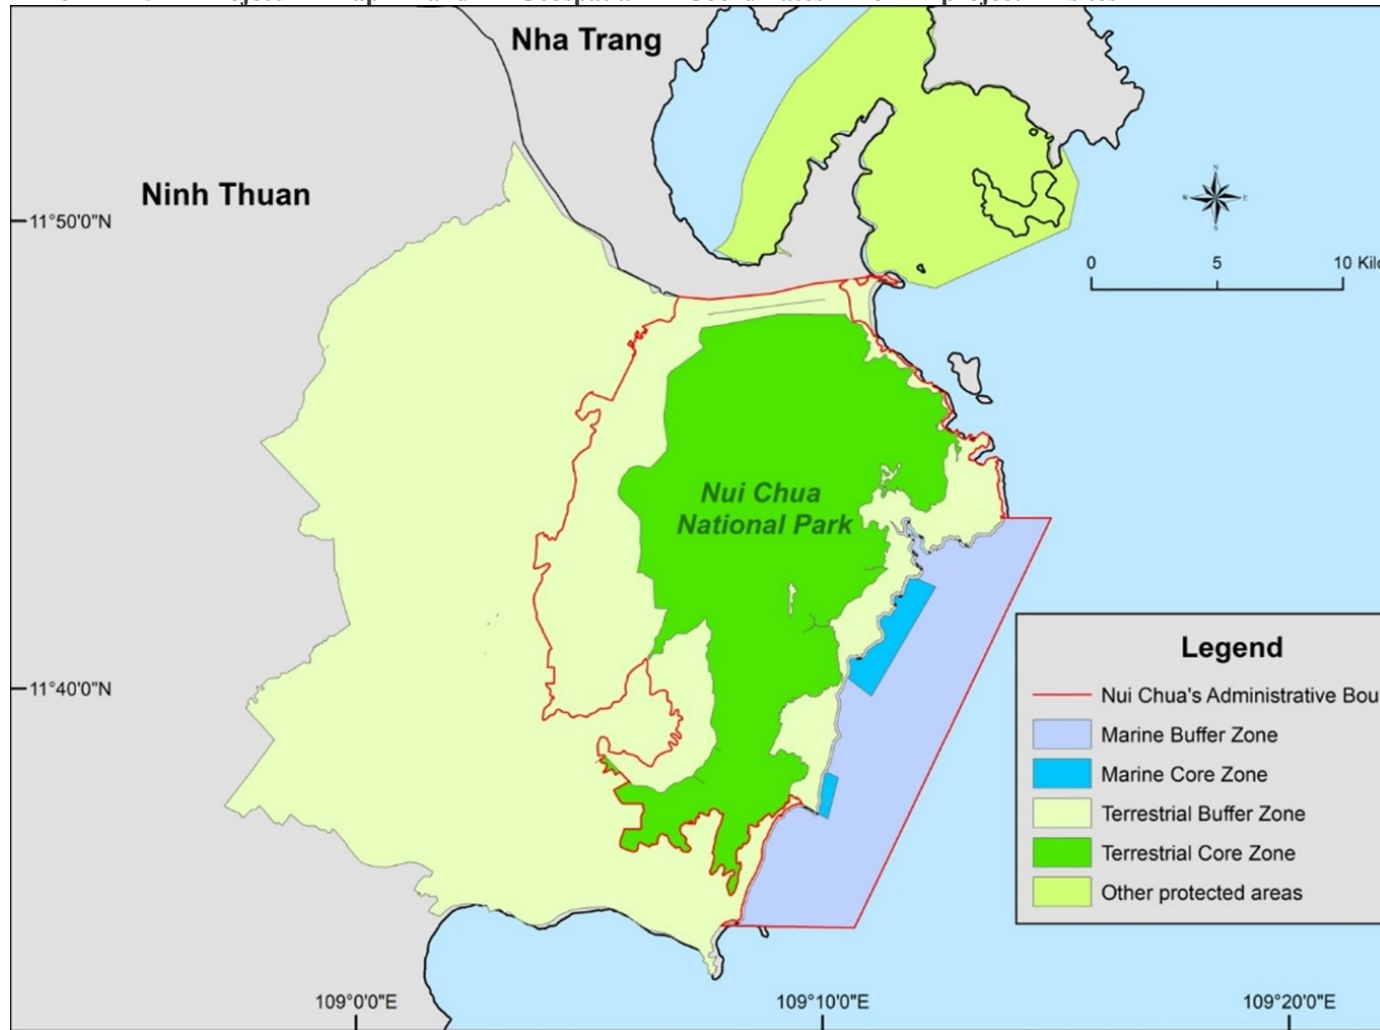 Nha Trang
Ninh Thuan
11°50'0"N
0 5 10 Kil
Nui Chua
National Park
11°40'0"N
Legend
Nui Chua's Administrative Bou
Marine Buffer Zone
Marine Core Zone
Terrestrial Buffer Zone
Terrestrial Core Zone
Other protected areas
109°0'0"E 109°10'0"E 109°20'0"E